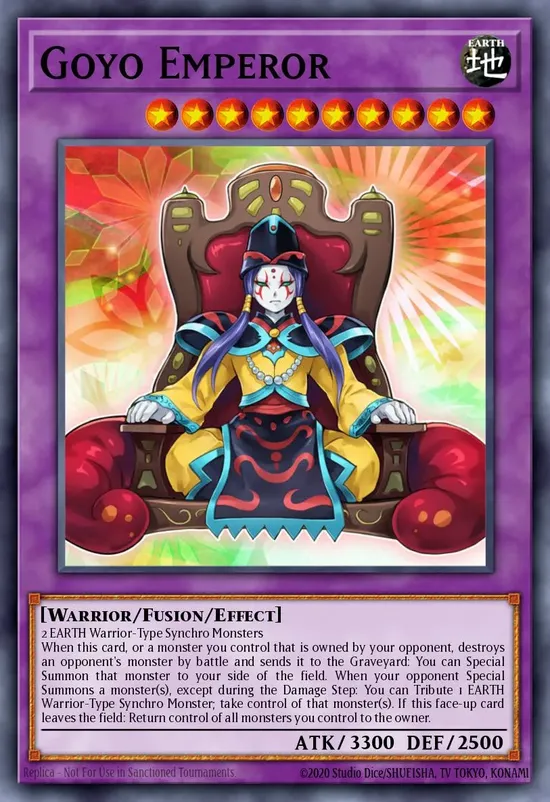 GOYO EMPEROR
EARTH
地
[WARRIOR/FUSION/EFFECT]
2 EARTH Warrior-Type Synchro Monsters
When this card, or a monster you control that is owned by your opponent, destroys
an opponent's monster by battle and sends it to the Graveyard: You can Special
Summon that monster to your side of the field. When your opponent Special
Summons a monster(s), except during the Damage Step: You can Tribute 1 EARTH
Warrior-Type Synchro Monster; take control of that monster(s). If this face-up card
leaves the field: Return control of all monsters you control to the owner.
ATK/3300 DEF/2500
Replica - Not For Use in Sanctioned Tournaments
©2020 Studio Dice/SHUEISHA, TV TOKYO, KONAMI